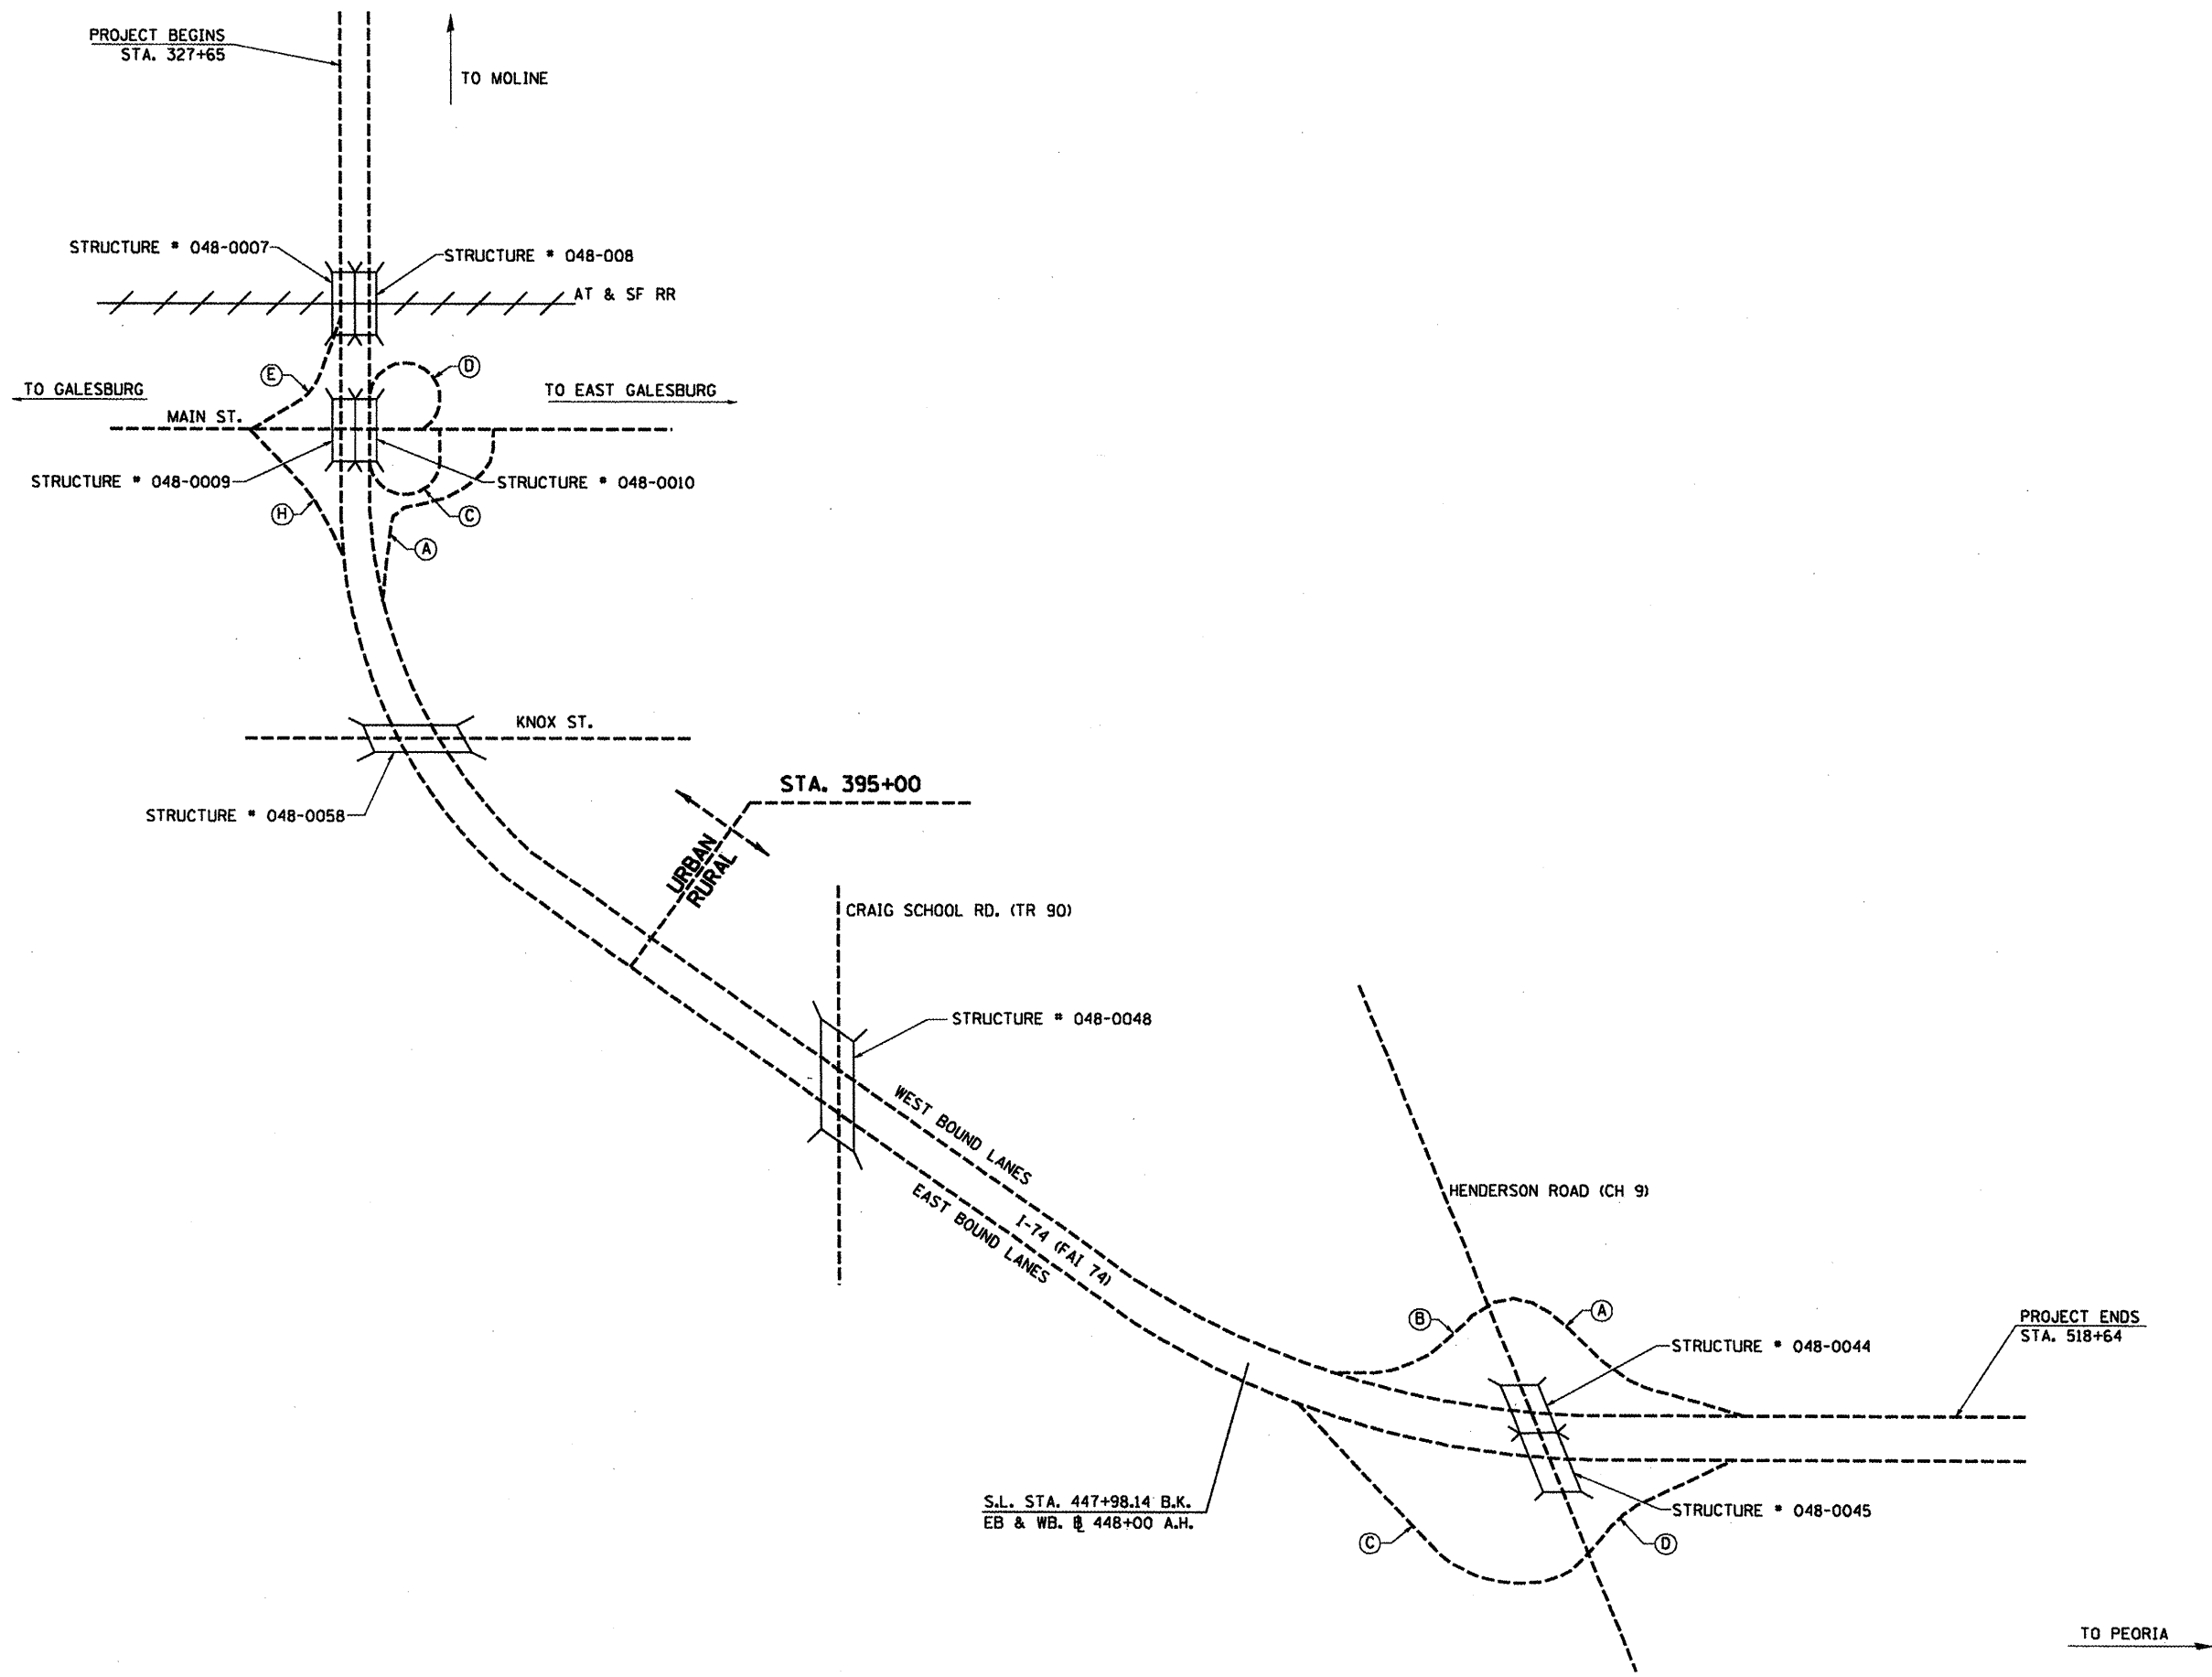 PROJECT BEGINS
STA. 327+65
TO MOLINE
STRUCTURE # 048-0007
STRUCTURE # 048-008
AT & SF RR
E
D
TO GALESBURG
TO EAST GALESBURG
MAIN ST.
STRUCTURE # 048-0009
STRUCTURE # 048-0010
H
C
A
KNOX ST.
STRUCTURE # 048-0058
STA. 395+00
URBAN
RURAL
CRAIG SCHOOL RD. (TR 90)
STRUCTURE # 048-0048
WEST BOUND LANES
I-74 (FAI 74)
EAST BOUND LANES
HENDERSON ROAD (CH 9)
B
A
PROJECT ENDS
STA. 518+64
STRUCTURE # 048-0044
S.L. STA. 447+98.14 B.K.
EB & WB. ⅊ 448+00 A.H.
STRUCTURE # 048-0045
C
D
TO PEORIA